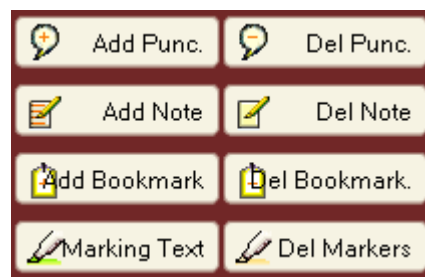 Add Punc. Del Punc.
Add Note Del Note
Add Bookmark Del Bookmark.
Marking Text Del Markers